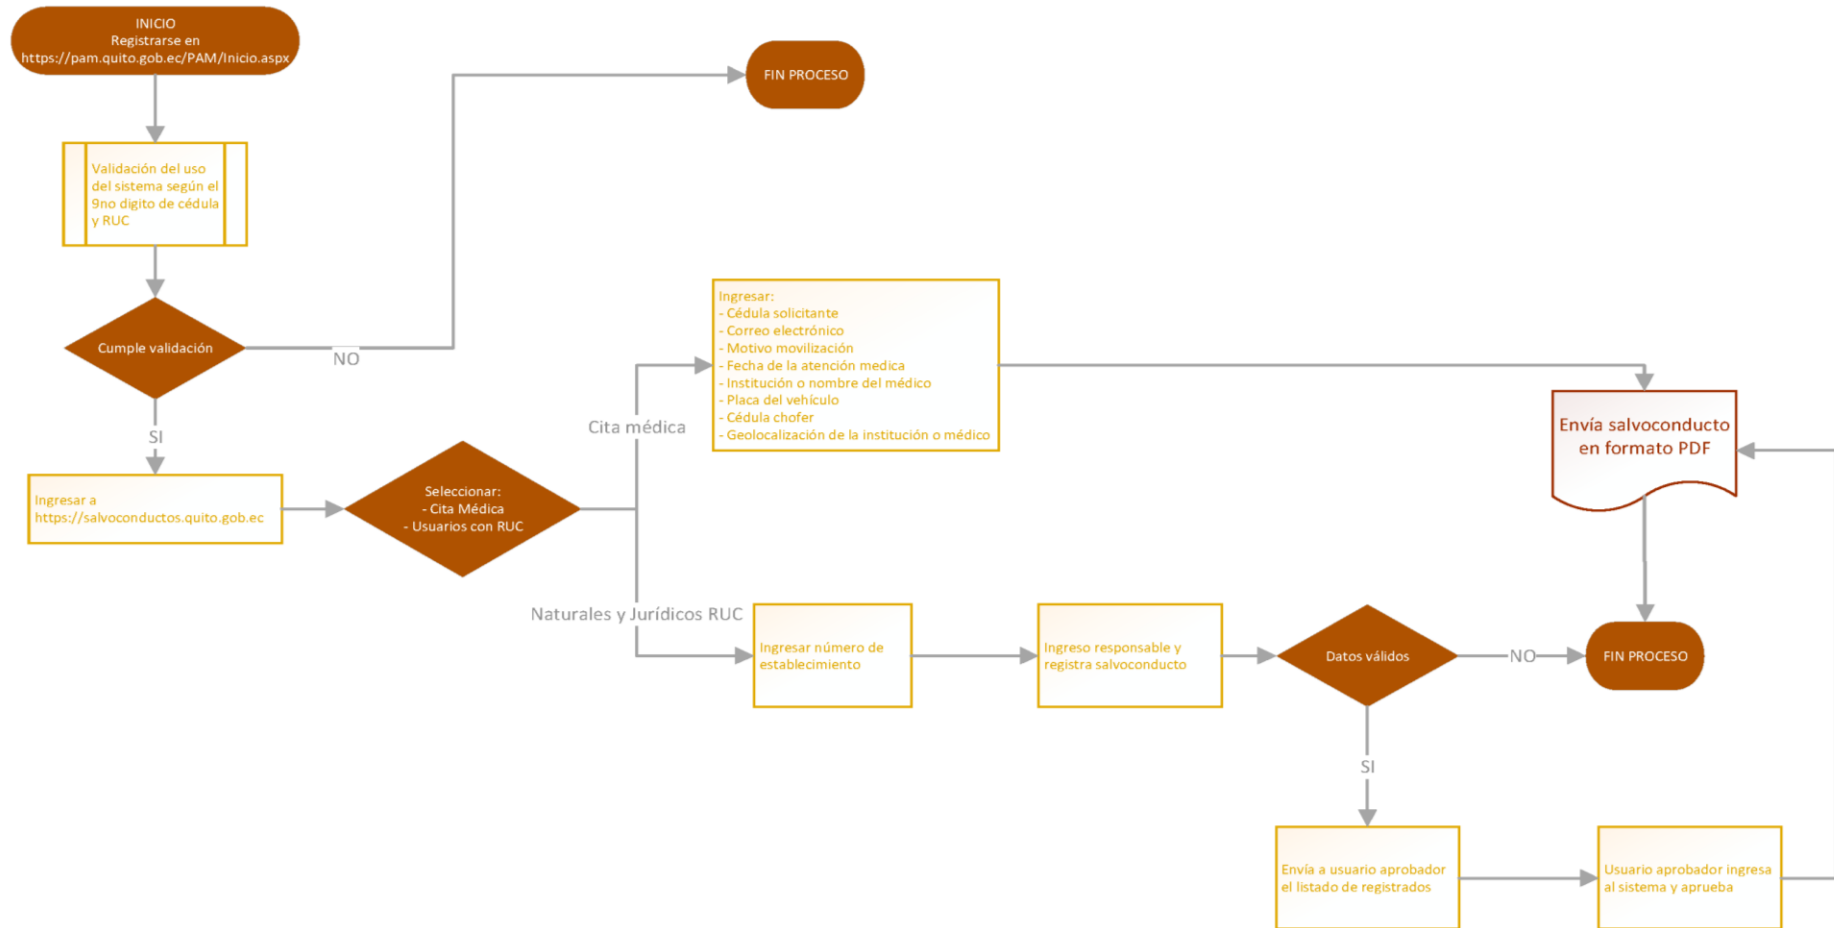 INICIO
Registrarse en
https://pam.quito.gob.ec/PAM/Inicio.aspx
FIN PROCESO
Validación del uso
del sistema según el
9no digito de cédula
y RUC
Cumple validación
NO
SI
Ingresar a
https://salvoconductos.quito.gob.ec
Seleccionar:
- Cita Médica
- Usuarios con RUC
Cita médica
Ingresar:
- Cédula solicitante
- Correo electrónico
- Motivo movilización
- Fecha de la atención medica
- Institución o nombre del médico
- Placa del vehículo
- Cédula chofer
- Geolocalización de la institución o médico
Envía salvoconducto
en formato PDF
Naturales y Jurídicos RUC
Ingresar número de
establecimiento
Ingreso responsable y
registra salvoconducto
Datos válidos
NO
FIN PROCESO
SI
Envía a usuario aprobador
el listado de registrados
Usuario aprobador ingresa
al sistema y aprueba